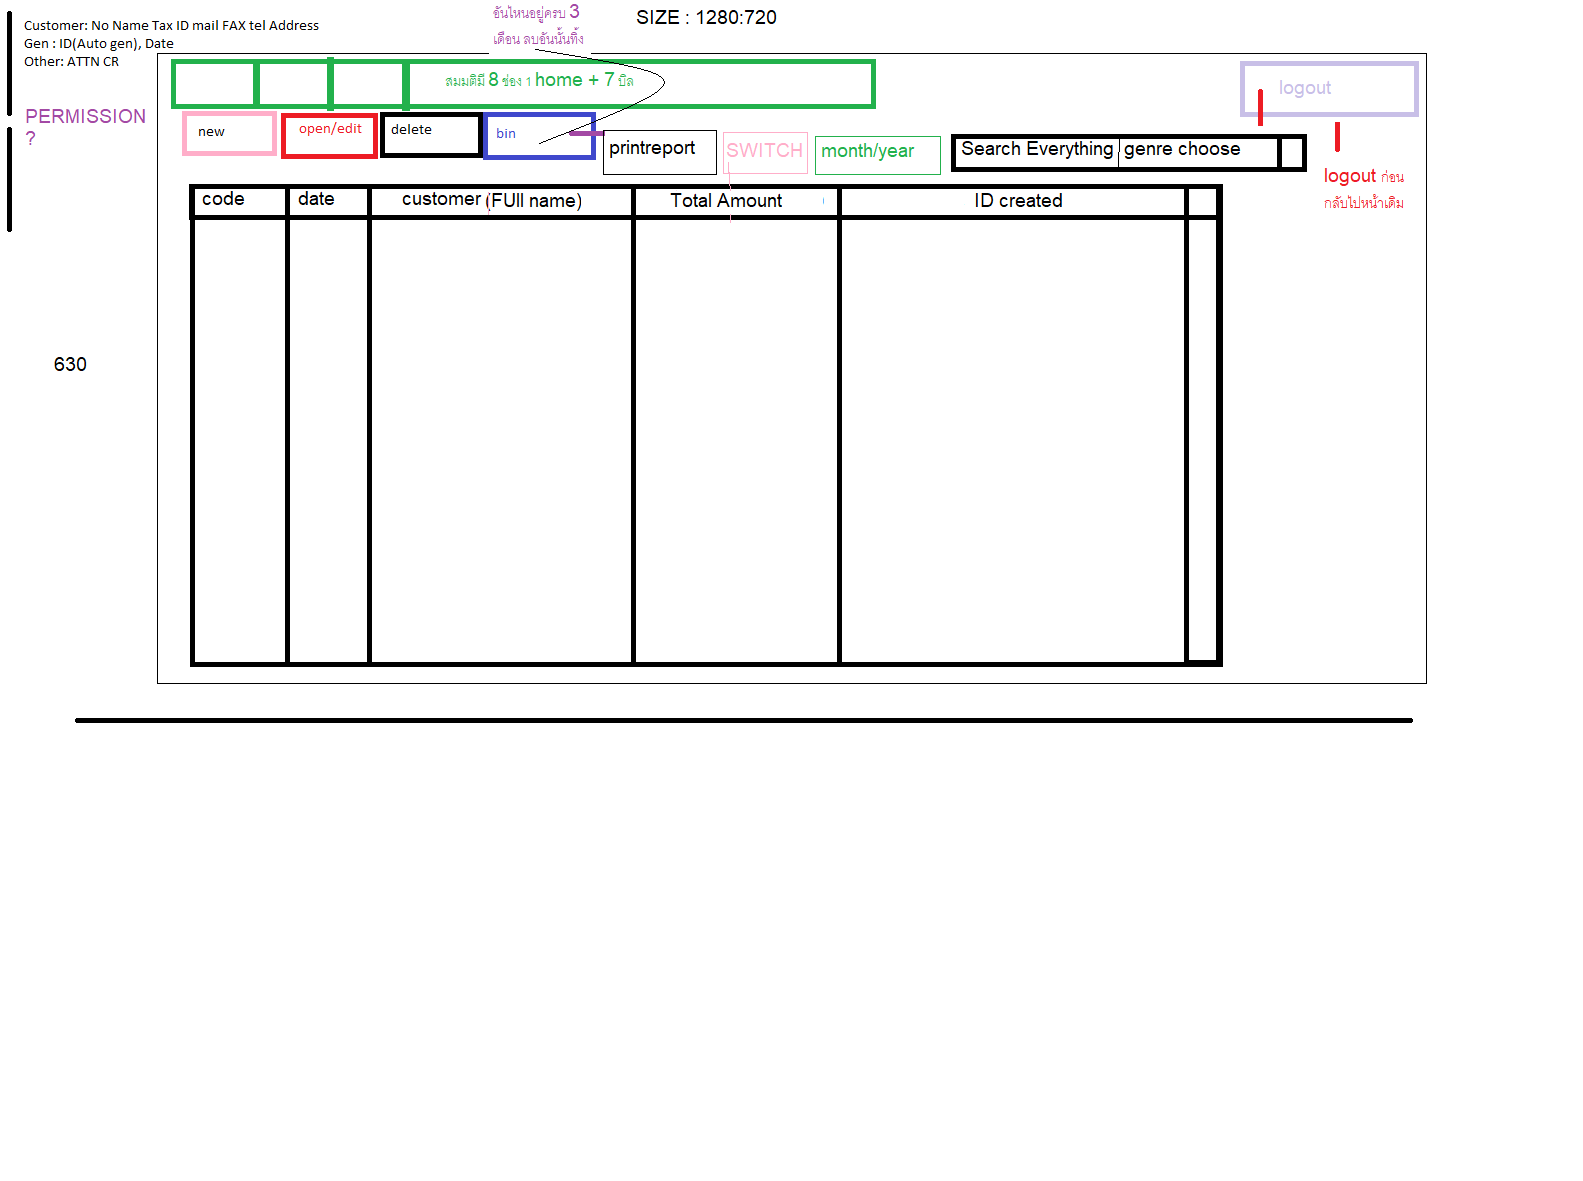 Customer: No Name Tax ID mail FAX tel Address
Gen : ID(Auto gen), Date
Other: ATTN CR
อันไหนอยู่ครบ 3
เดือน ลบอันนั้นทิ้ง
SIZE : 1280:720
PERMISSION
?
สมมติมี 8 ช่อง 1 home + 7 บิล
logout
new
open/edit
delete
bin
printreport
SWITCH
month/year
Search Everything
genre choose
logout ก่อน
กลับไปหน้าเดิม
code
date
customer (FUll name)
Total Amount
ID created
630